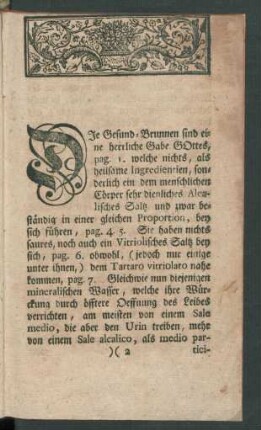 DIe Gesund-Brunnen sind ei-
ne herrliche Gabe GOttes,
pag. 1. welche nichts, als
heilsame Ingredientien, son-
derlich ein dem menschlichen
Cörper sehr dienliches Alca-
lisches Saltz und zwar be-
ständig in einer gleichen Proportion, bey
sich führen, pag. 4 5. Sie haben nichts
saures, noch auch ein Vitriolisches Saltz bey
sich, pag. 6. obwohl, (jedoch nur einige
unter ihnen,) dem Tartaro vitriolato nahe
kommen, pag. 7. Gleichwie nun diejenigen
mineralischen Wasser, welche ihre Wür-
ckung durch öfftere Oeffnung des Leibes
verrichten, am meisten von einem Sale
medio, die aber den Urin treiben, mehr
von einem Sale alcalico, als medio par-
)( 2 tici-